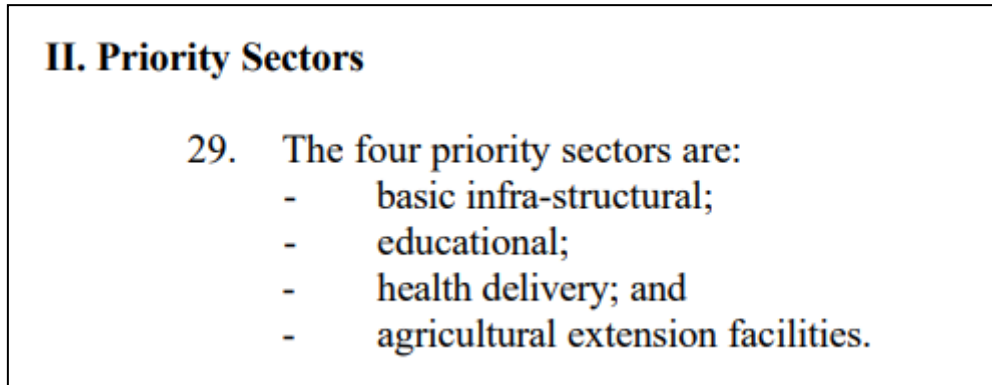 II. Priority Sectors
29. The four priority sectors are:
- basic infra-structural;
- educational;
- health delivery; and
- agricultural extension facilities.